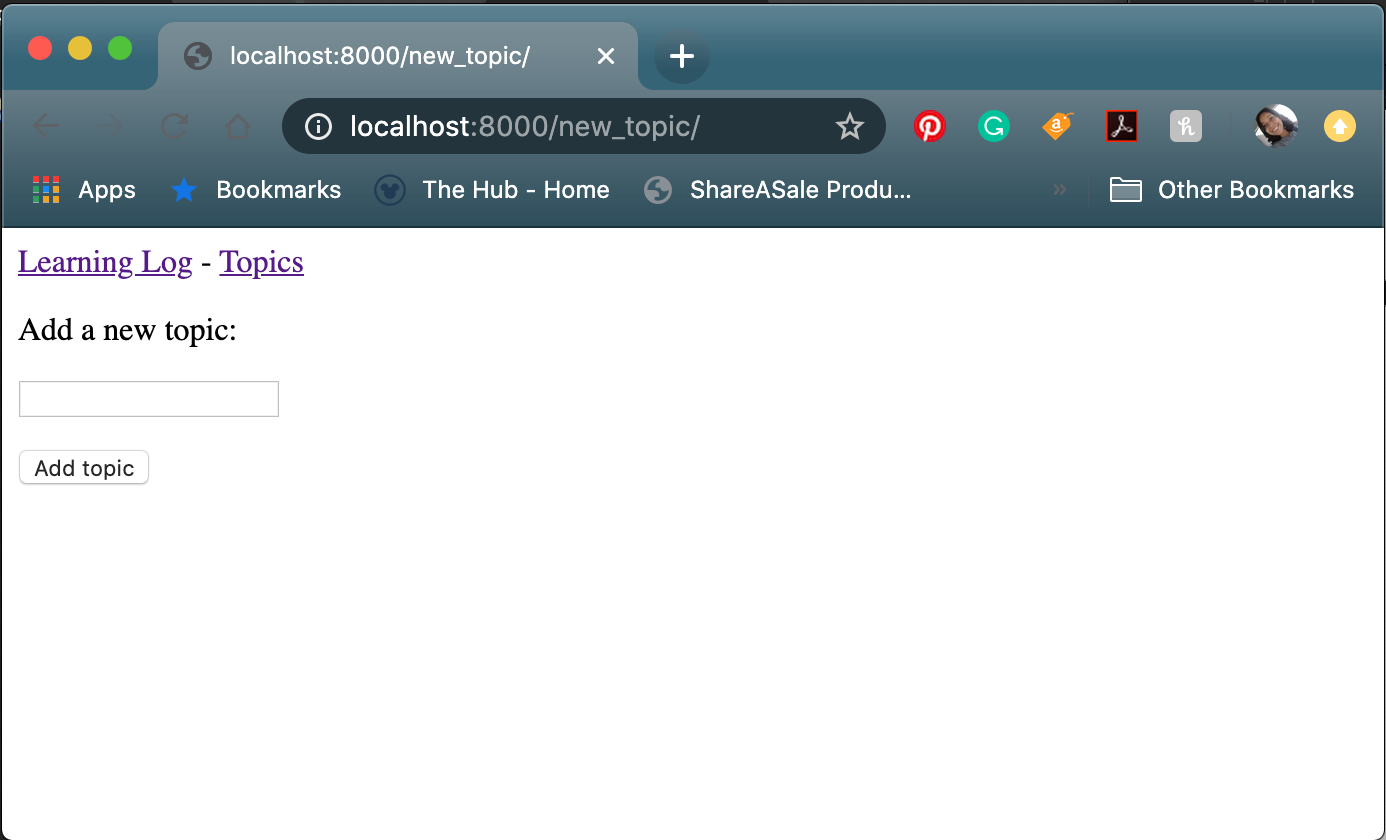 localhost:8000/new_topic/
localhost:8000/new_topic/
Apps Bookmarks The Hub - Home ShareASale Produ... » Other Bookmarks
Learning Log - Topics
Add a new topic:
Add topic